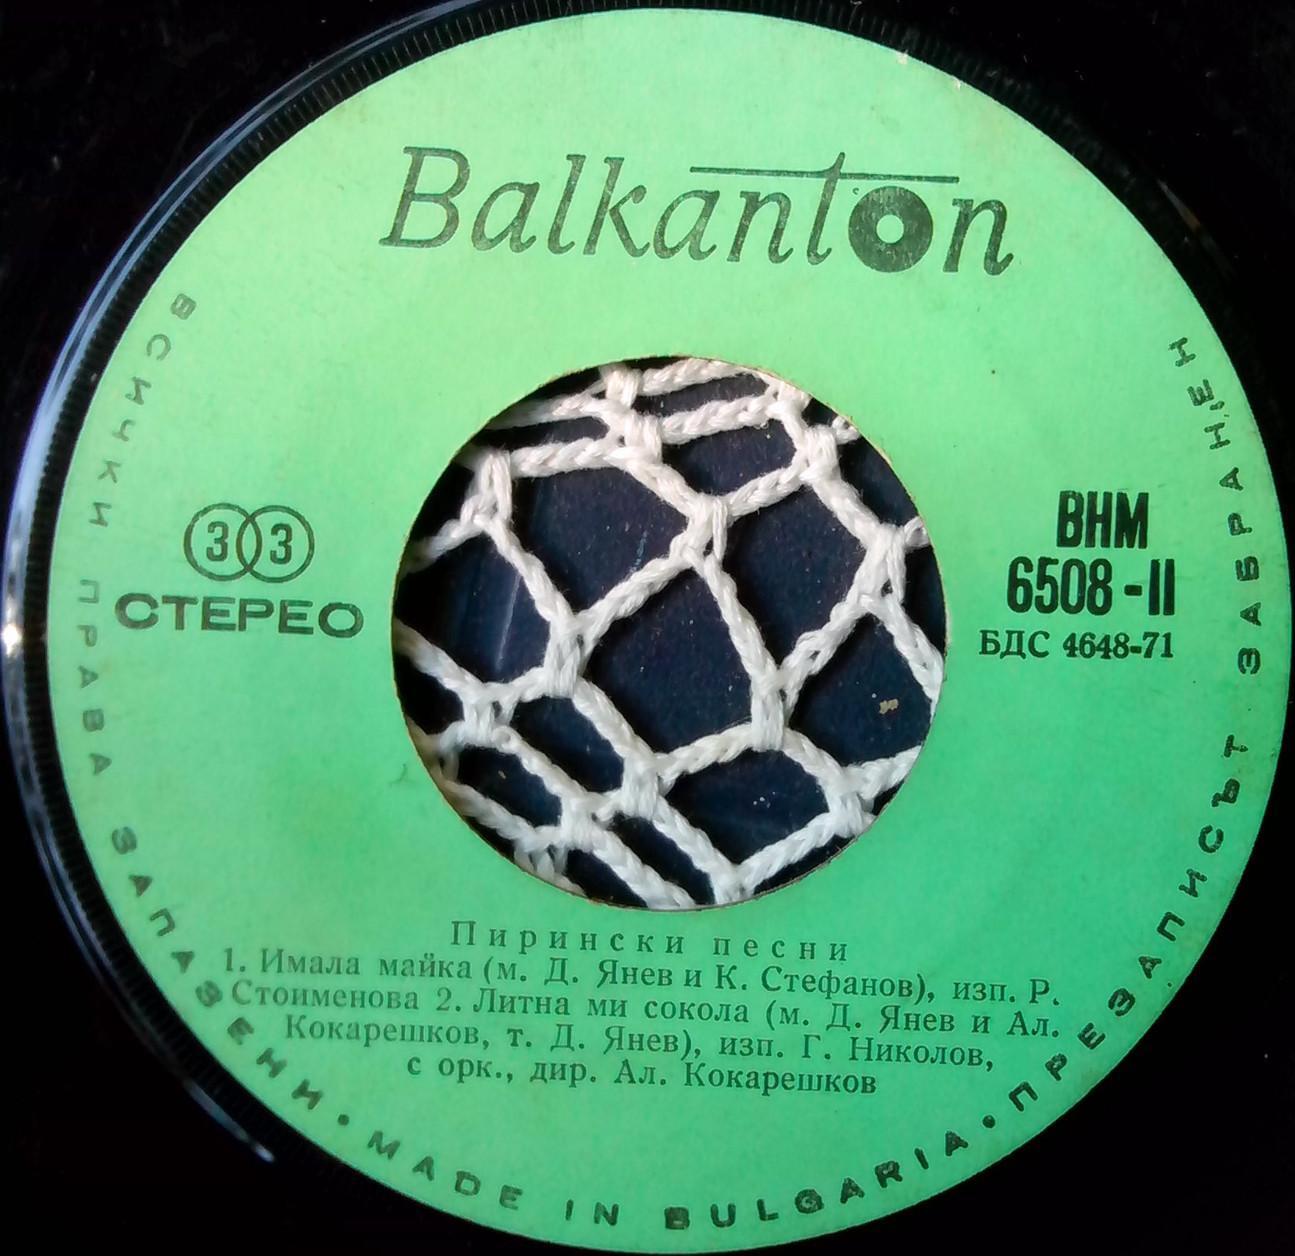 Balkanton
33
СТЕРЕО
ВНМ
6508-II
БДС 4648-71
Пирински песни
1. Имала майка (м. Д. Янев и К. Стефанов), изп. Р.
Стоименова 2. Литна ми сокола (м. Д. Янев и Ал.
Кокарешков, т. Д. Янев), изп. Г. Николов,
с орк., дир. Ал. Кокарешков
ВСИЧКИ ПРАВА ЗАПАЗЕНИ • MADE IN BULGARIA • ПРЕЗАПИСЪТ ЗАБРАНЕН